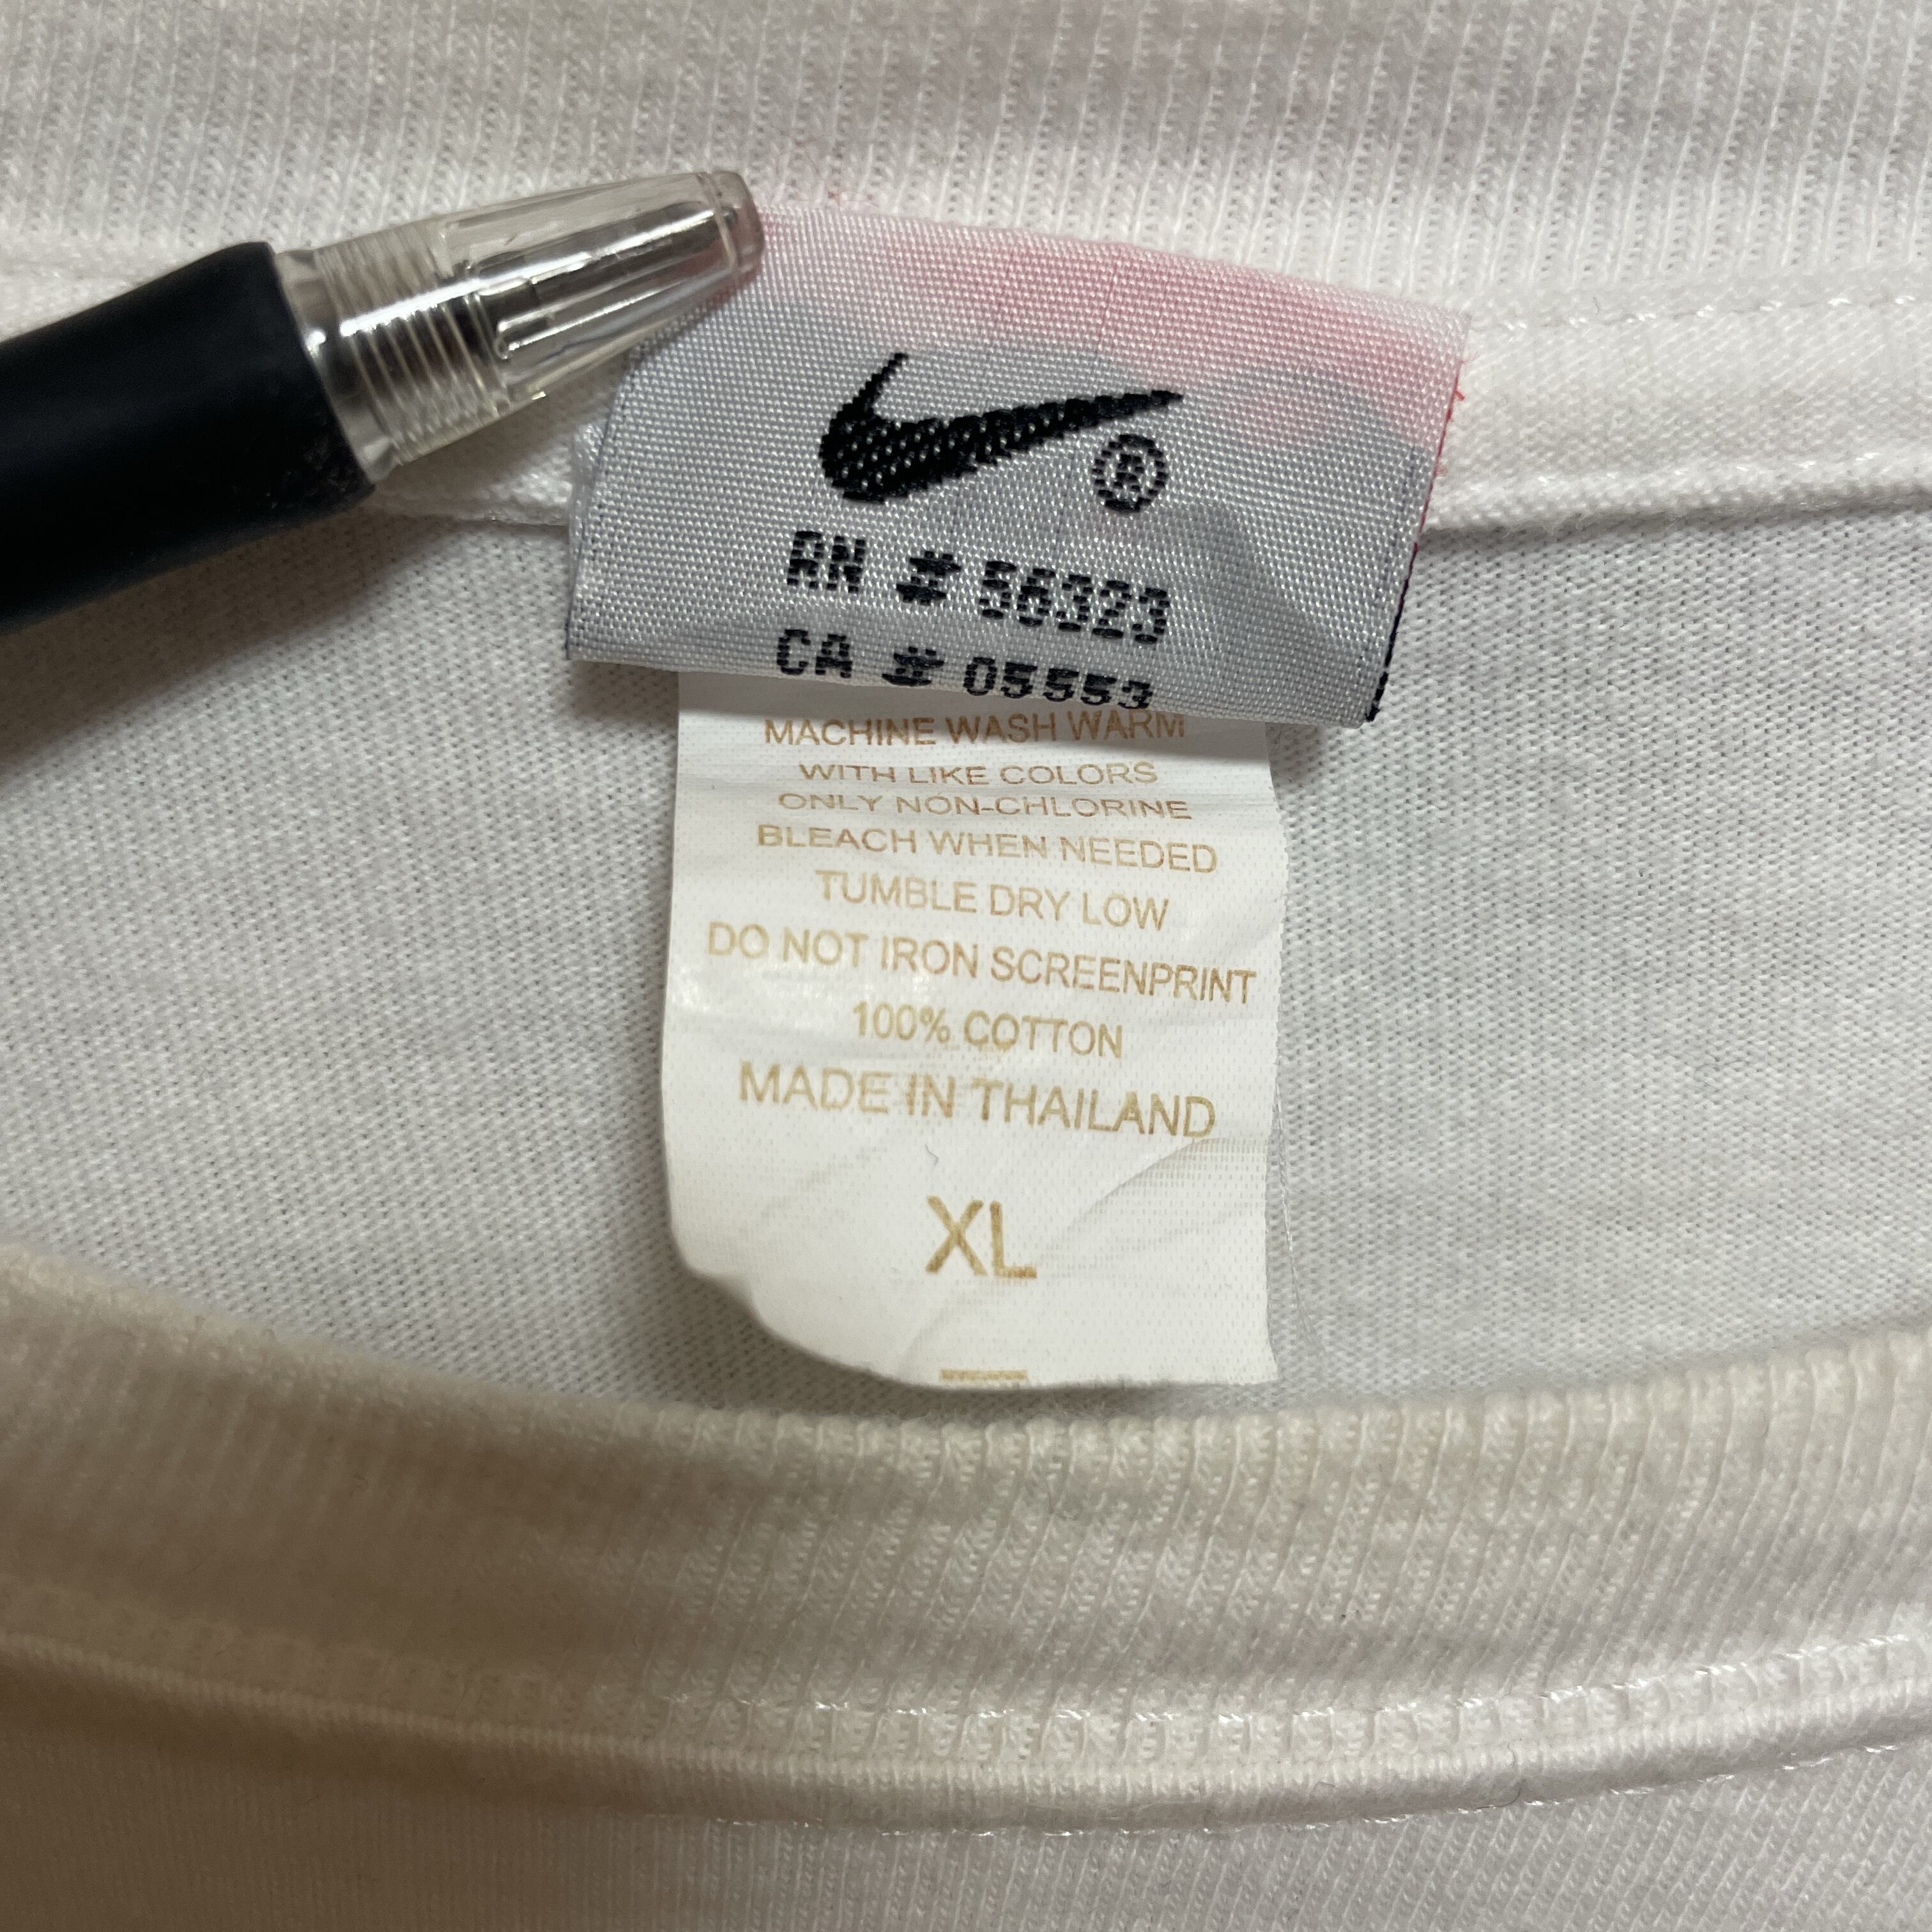 ®
RN # 56323
CA # 05553
MACHINE WASH WARM
WITH LIKE COLORS
ONLY NON-CHLORINE
BLEACH WHEN NEEDED
TUMBLE DRY LOW
DO NOT IRON SCREENPRINT
100% COTTON
MADE IN THAILAND
XL